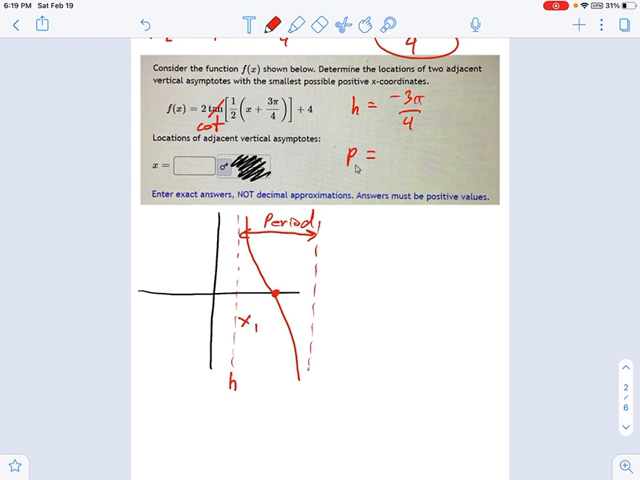 6:19 PM Sat Feb 19
VPN 31%
4
Consider the function f(x) shown below. Determine the locations of two adjacent
vertical asymptotes with the smallest possible positive x-coordinates.
f(x) = 2 tan[1/2(x + 3π/4)] + 4
cot
h = -3π/4
Locations of adjacent vertical asymptotes:
x =
P =
Enter exact answers, NOT decimal approximations. Answers must be positive values.
Period
x₁
h
2
/
6